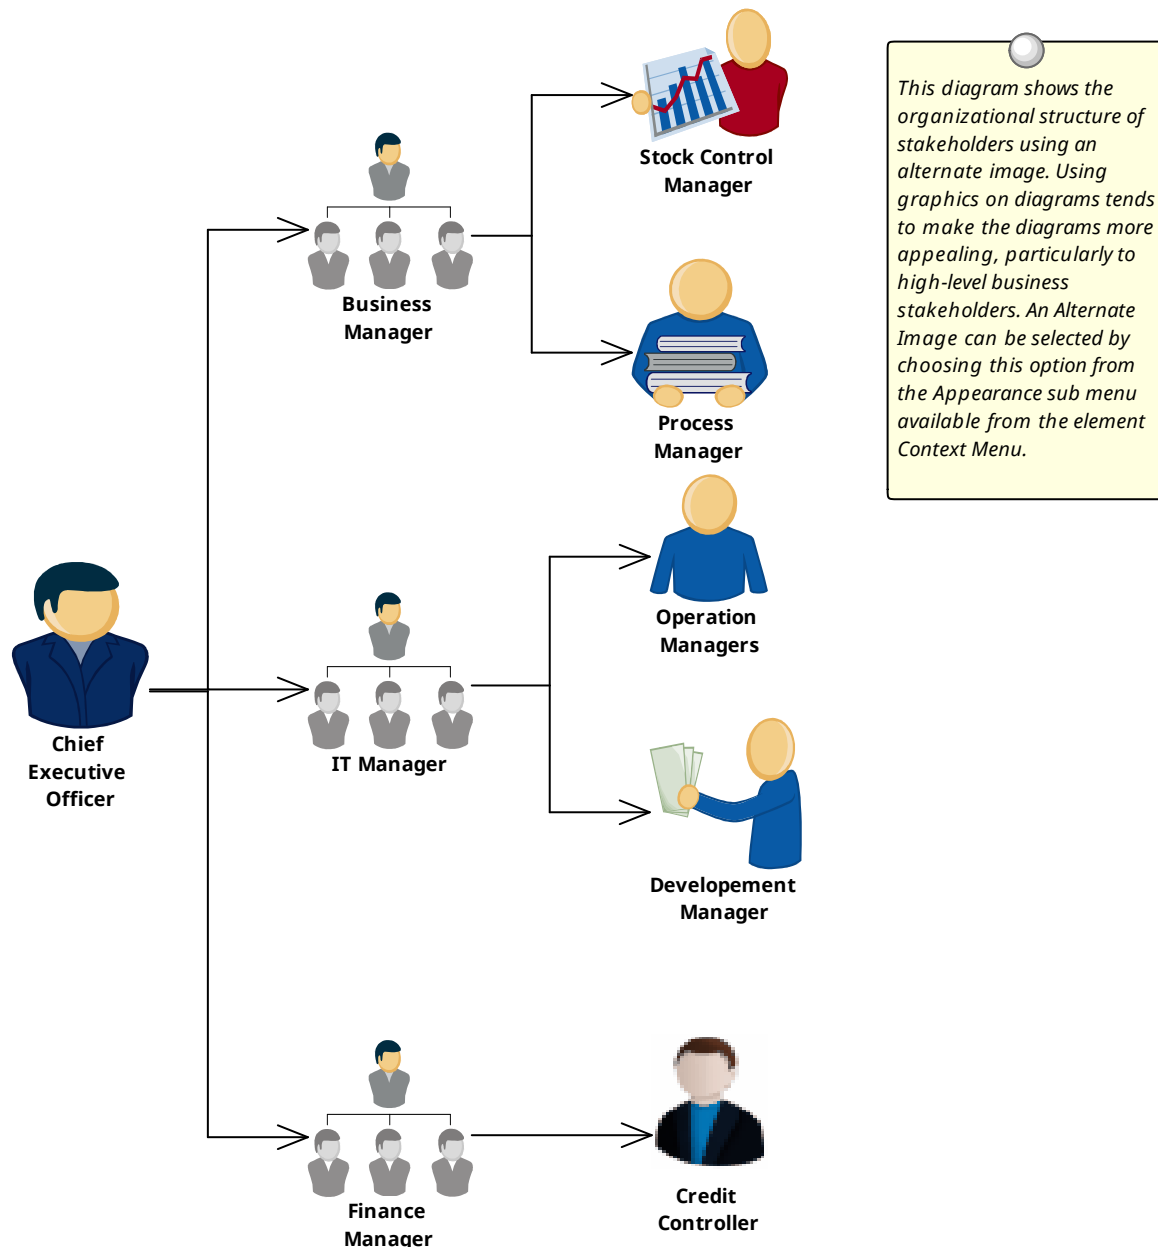 Stock Control
Manager
This diagram shows the
organizational structure of
stakeholders using an
alternate image. Using
graphics on diagrams tends
to make the diagrams more
appealing, particularly to
high-level business
stakeholders. An Alternate
Image can be selected by
choosing this option from
the Appearance sub menu
available from the element
Context Menu.
Business
Manager
Process
Manager
Operation
Managers
Chief
Executive
Officer
IT Manager
Developement
Manager
Credit
Controller
Finance
Manager